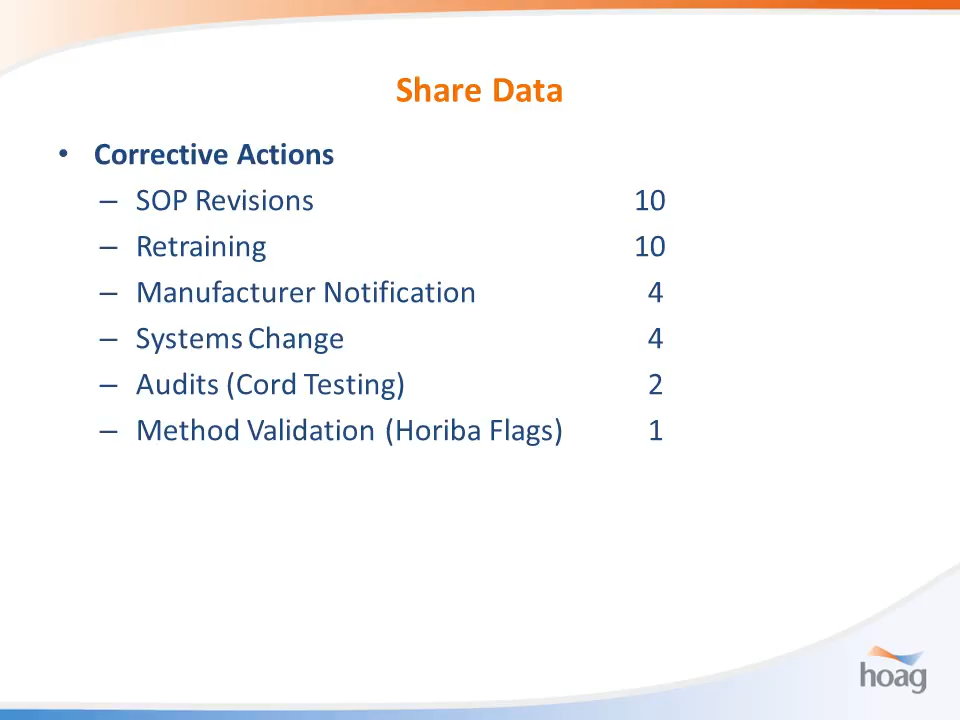 Share Data
• Corrective Actions
– SOP Revisions 10
– Retraining 10
– Manufacturer Notification 4
– Systems Change 4
– Audits (Cord Testing) 2
– Method Validation (Horiba Flags) 1
hoag